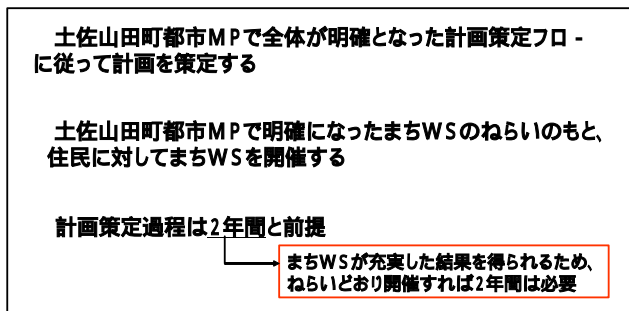 土佐山田町都市MPで全体が明確となった計画策定フロ-
に従って計画を策定する
土佐山田町都市MPで明確になったまちWSのねらいのもと、
住民に対してまちWSを開催する
計画策定過程は2年間と前提
まちWSが充実した結果を得られるため、
ねらいどおり開催すれば2年間は必要